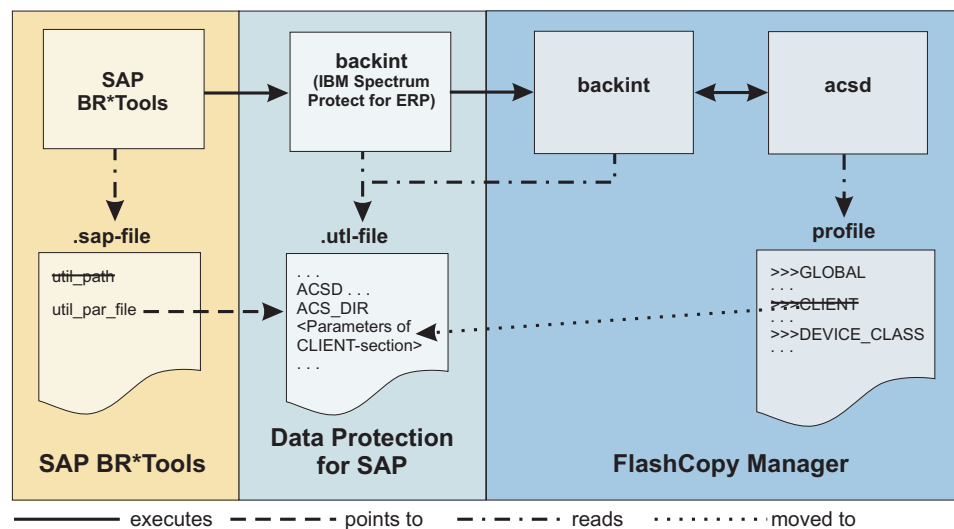 SAP
BR*Tools
backint
(IBM Spectrum
Protect for ERP)
backint
acsd
.sap-file
.utl-file
profile
util_path
util_par_file
. . .
ACSD . . .
ACS_DIR
<Parameters of
CLIENT-section>
. . .
>>>GLOBAL
. . .
>>>CLIENT
. . .
>>>DEVICE_CLASS
. . .
SAP BR*Tools
Data Protection
for SAP
FlashCopy Manager
executes
points to
reads
moved to